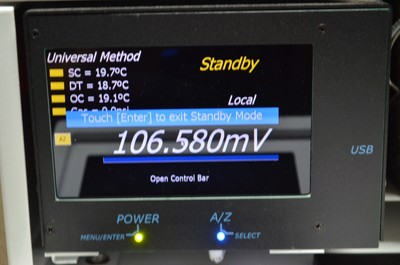 Universal Method
Standby
SC = 19.7ºC
DT = 18.7ºC
OC = 19.1ºC
Local
Touch [Enter] to exit Standby Mode
AZ
106.580mV
Open Control Bar
USB
POWER
A/Z
MENU/ENTER
SELECT